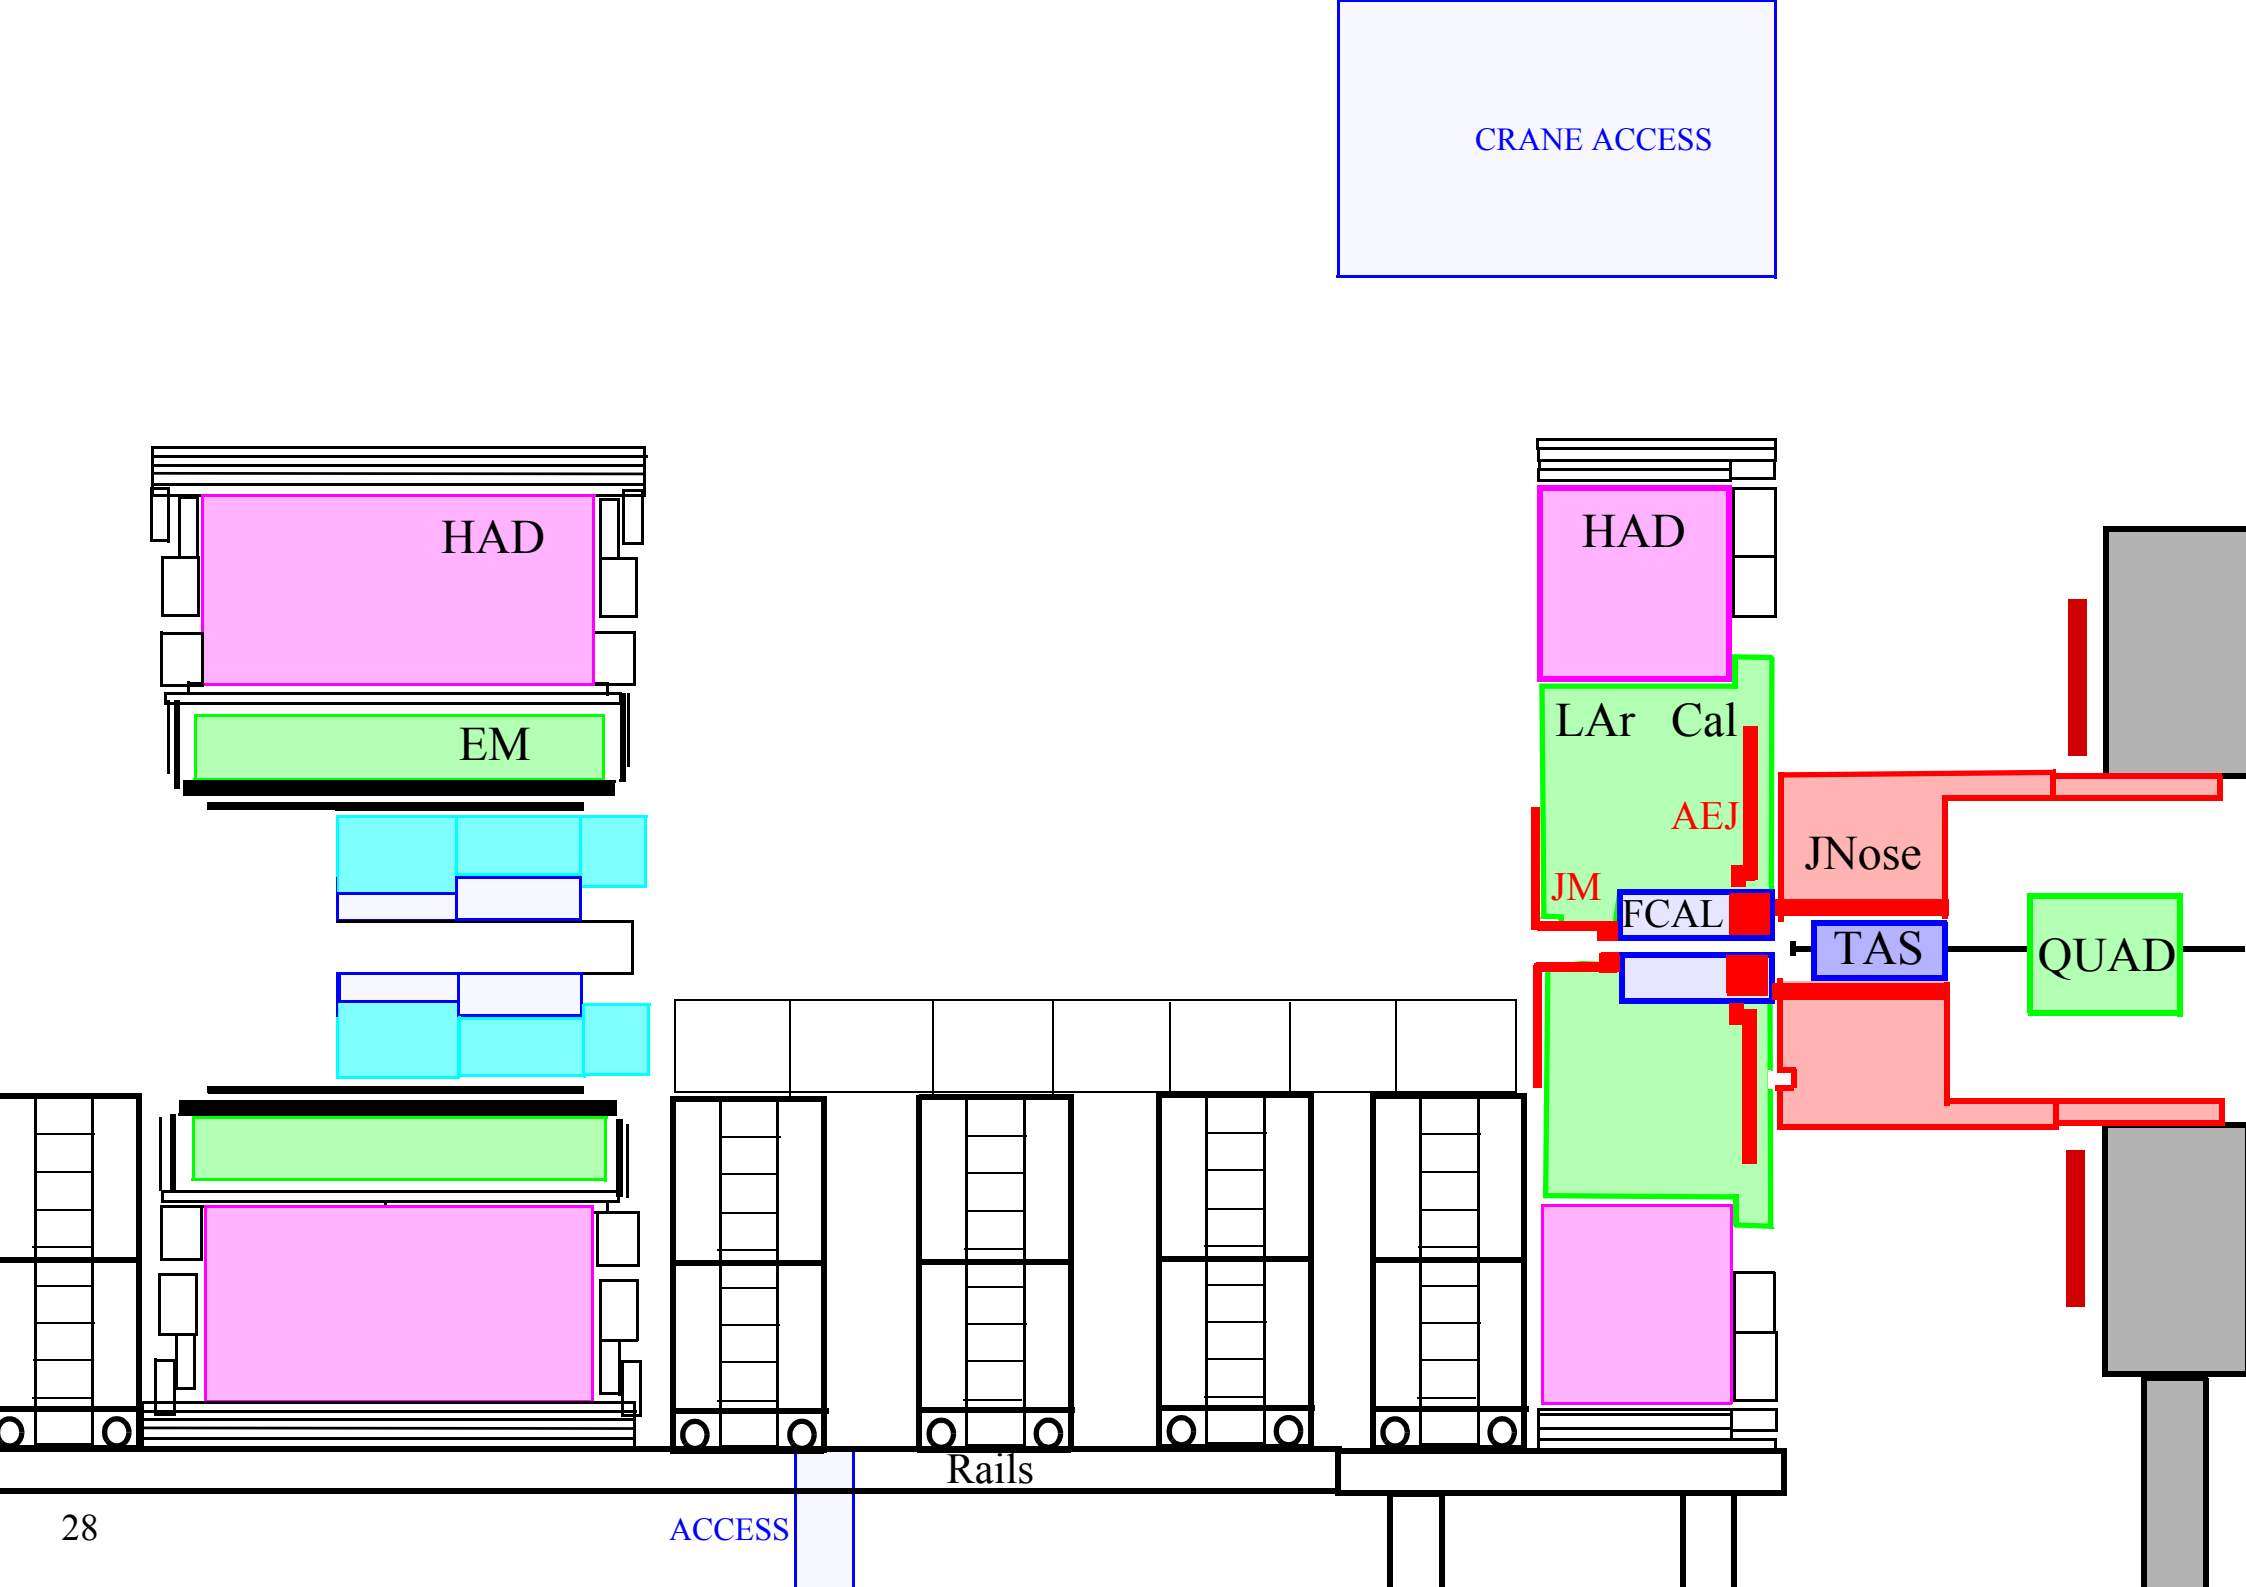 CRANE ACCESS
HAD
HAD
EM
LAr Cal
AEJ
JNose
JM
FCAL
TAS
QUAD
Rails
28
ACCESS